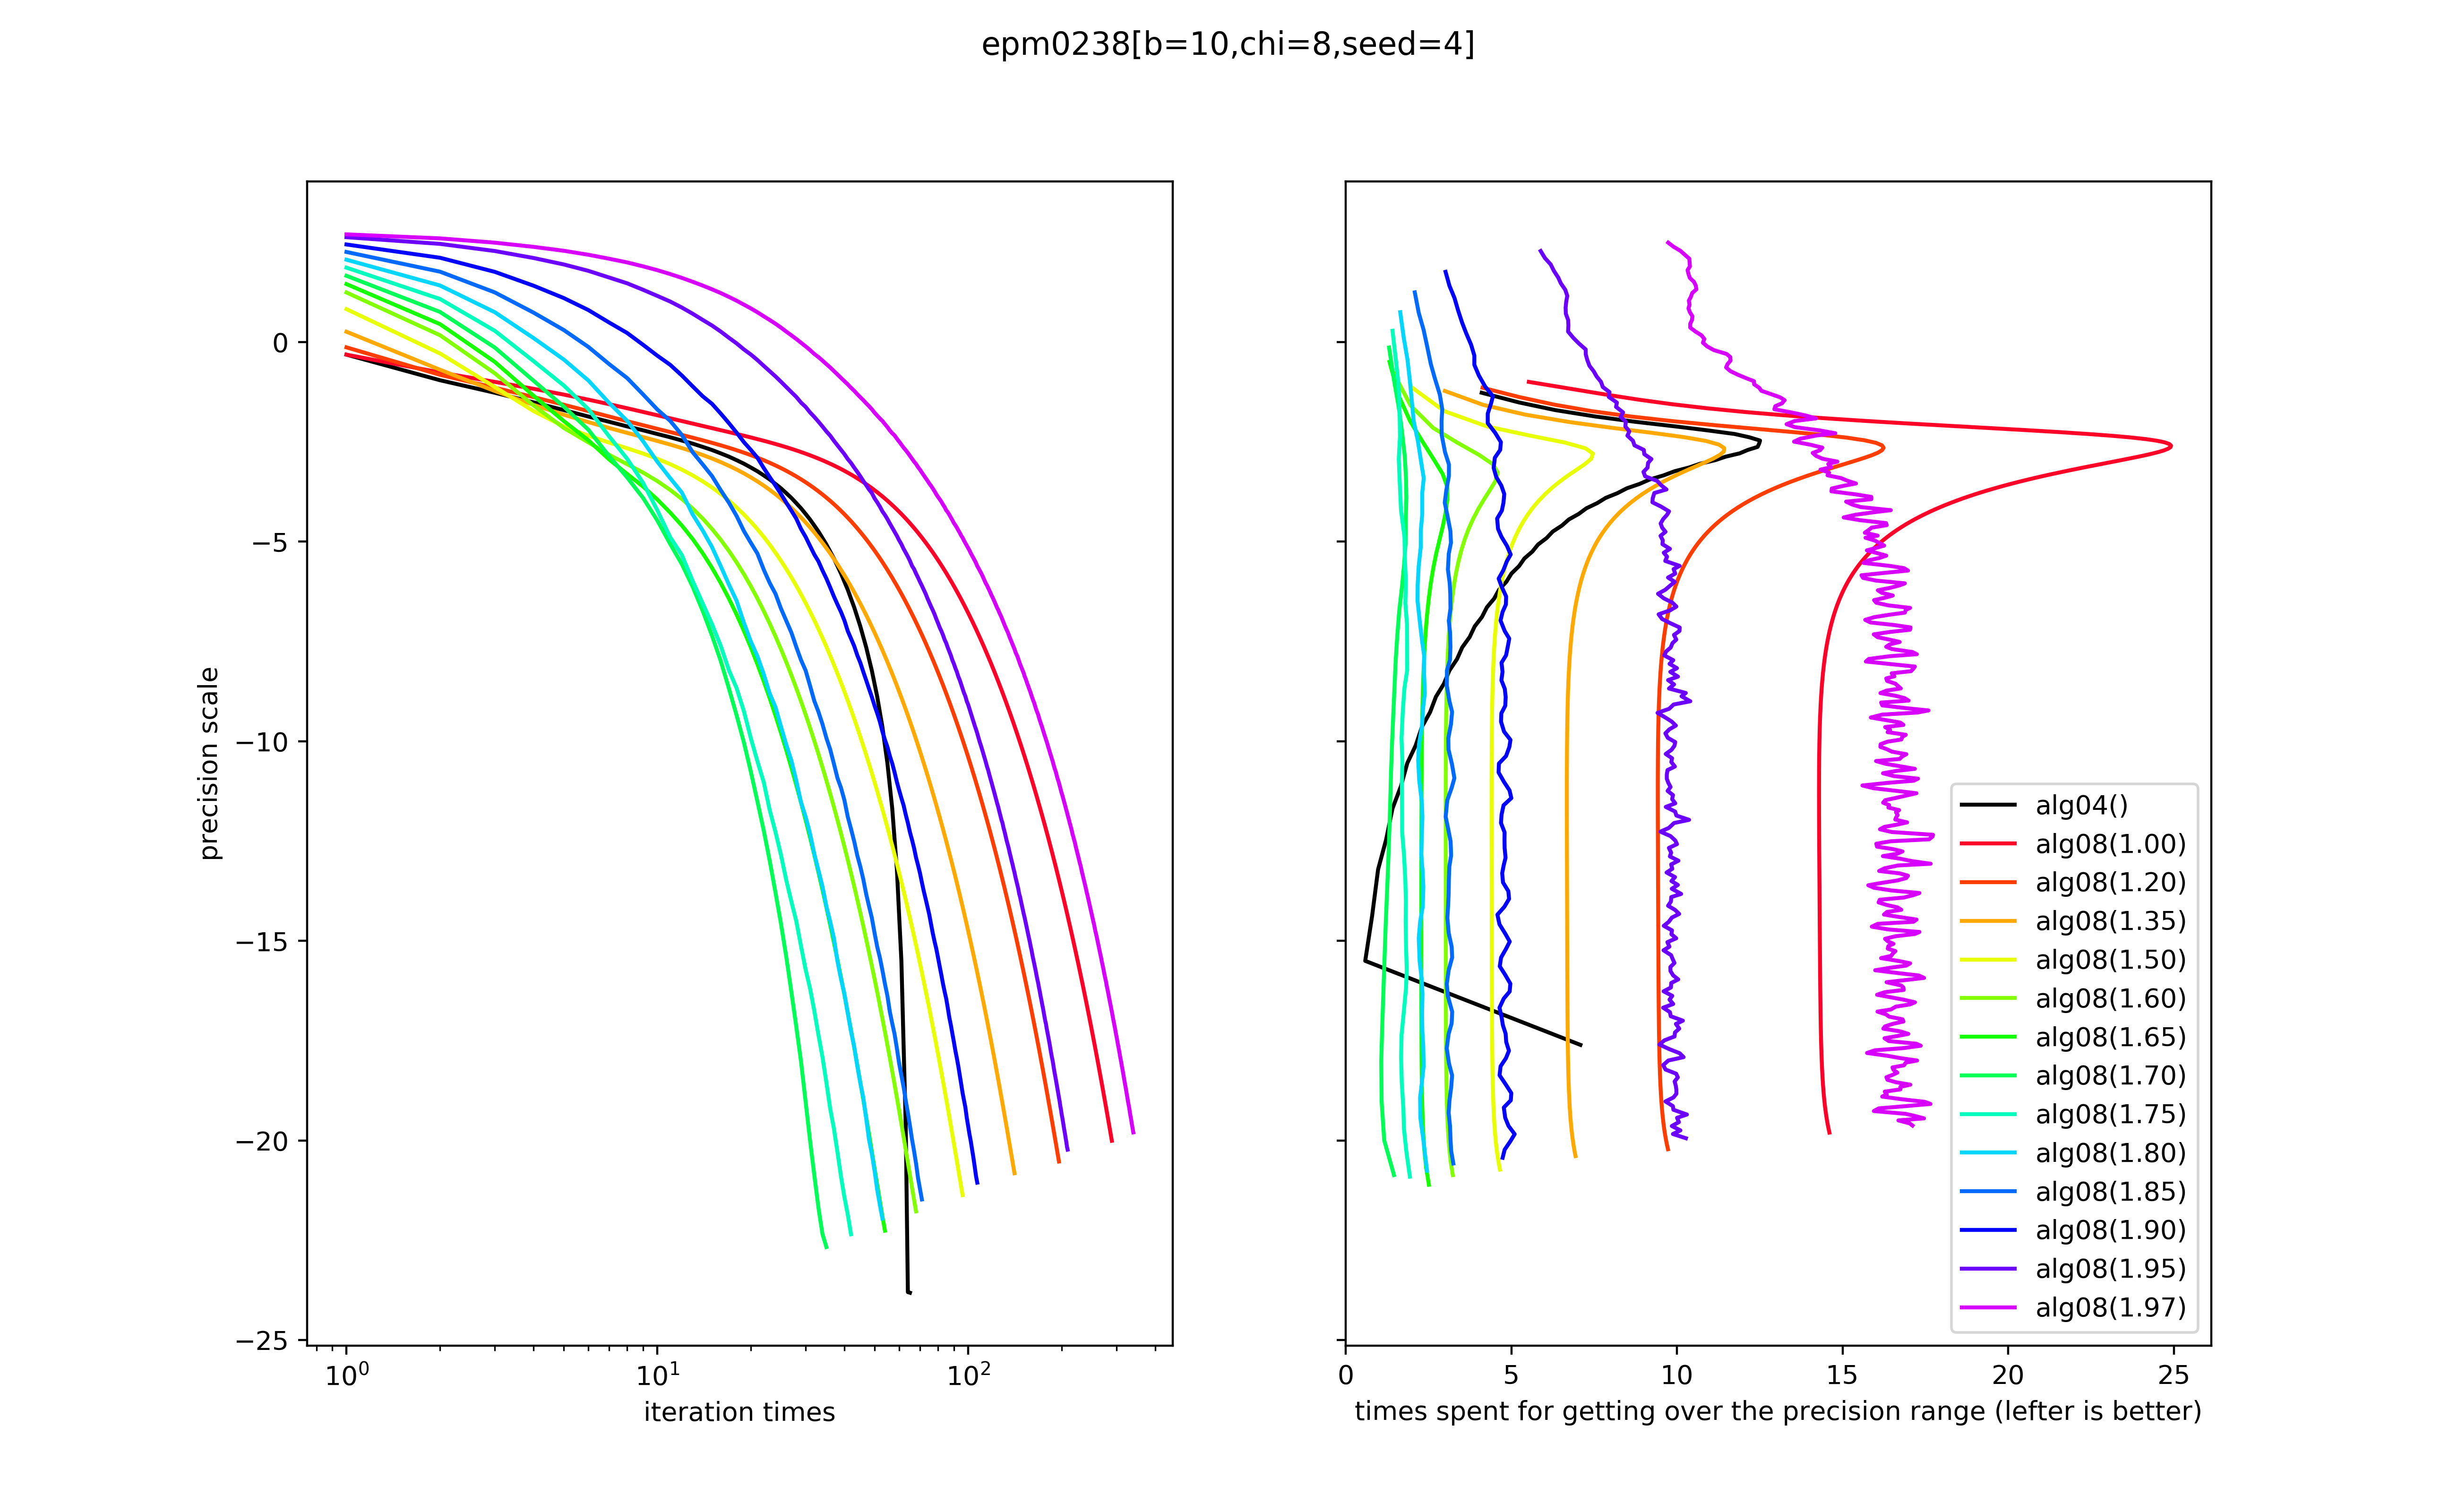 epm0238[b=10,chi=8,seed=4]
precision scale
0
−5
−10
−15
−20
−25
10⁰ 10¹ 10²
iteration times
0 5 10 15 20 25
times spent for getting over the precision range (lefter is better)
alg04()
alg08(1.00)
alg08(1.20)
alg08(1.35)
alg08(1.50)
alg08(1.60)
alg08(1.65)
alg08(1.70)
alg08(1.75)
alg08(1.80)
alg08(1.85)
alg08(1.90)
alg08(1.95)
alg08(1.97)